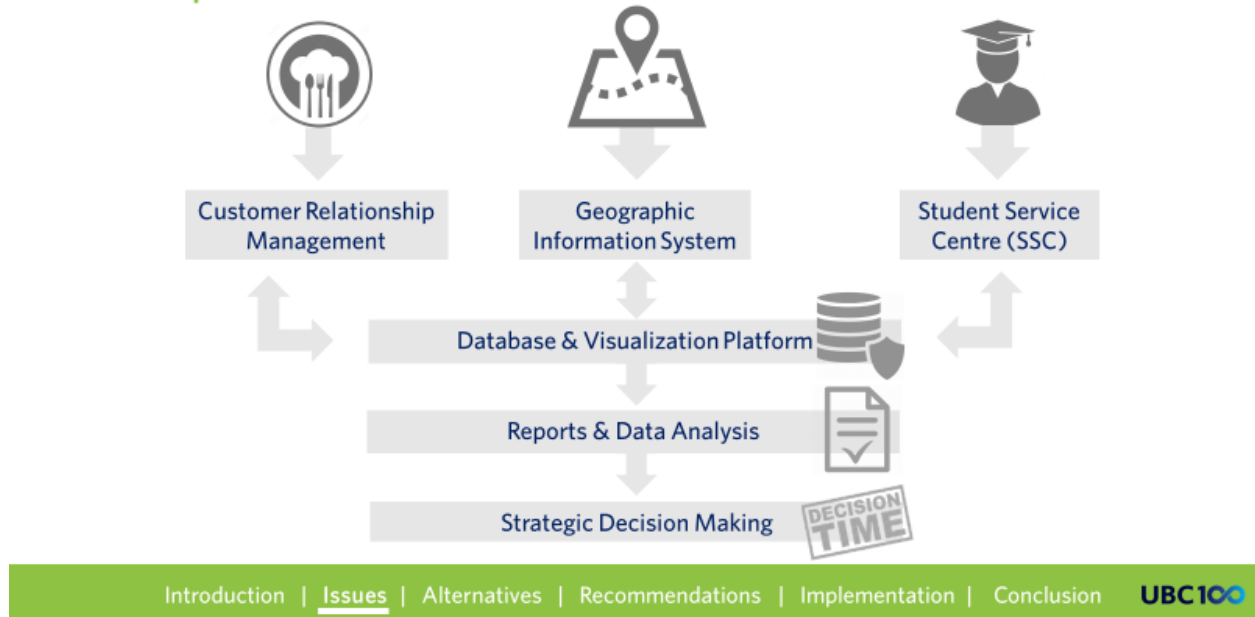 Customer Relationship
Management
Geographic
Information System
Student Service
Centre (SSC)
Database & Visualization Platform
Reports & Data Analysis
Strategic Decision Making
DECISION
TIME
Introduction | Issues | Alternatives | Recommendations | Implementation | Conclusion UBC100